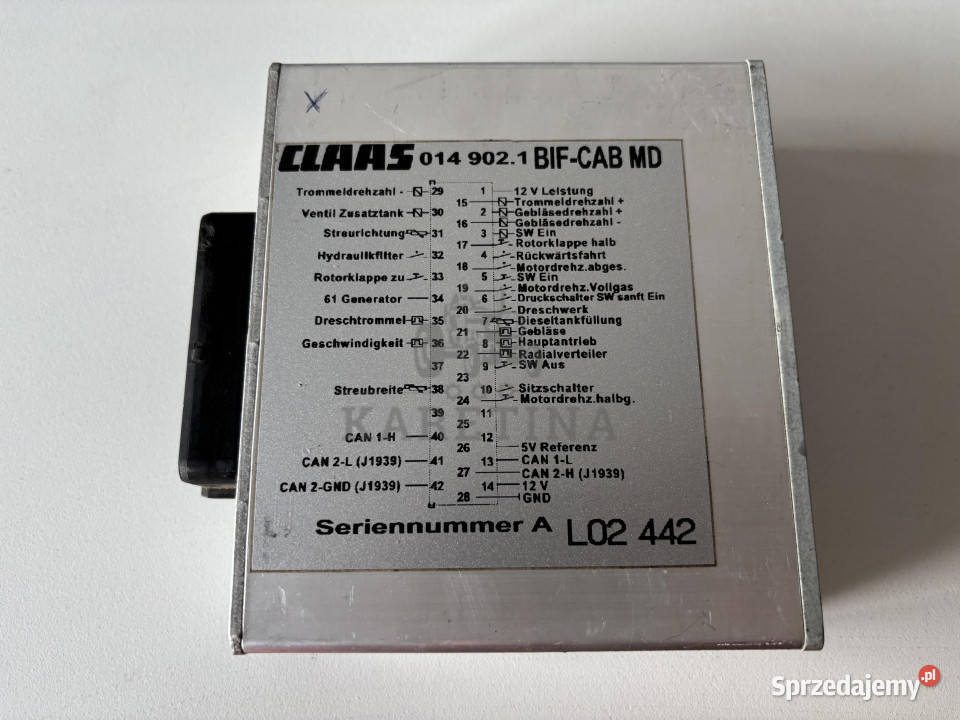 CLAAS 014 902.1 BIF-CAB MD
Trommeldrehzahl - 29
Ventil Zusatztank 30
Streurichtung 31
Hydraulikfilter 32
Rotorklappe zu 33
61 Generator 34
Dreschtrommel 35
Geschwindigkeit 36
37
Streubreite 38
39
CAN 1-H 40
CAN 2-L (J1939) 41
CAN 2-GND (J1939) 42
1 12 V Leistung
15 Trommeldrehzahl +
2 Gebläsedrehzahl +
16 Gebläsedrehzahl -
3 SW Ein
17 Rotorklappe halb
4 Rückwärtsfahrt
18 Motordrehz.abges.
5 SW Ein
19 Motordrehz.Vollgas
6 Druckschalter SW sanft Ein
20 Dreschwerk
7 Dieseltankfüllung
21 Gebläse
8 Hauptantrieb
22 Radialverteiler
9 SW Aus
23
10 Sitzschalter
24 Motordrehz.halbg.
11
25
12
26 5V Referenz
13 CAN 1-L
27 CAN 2-H (J1939)
14 12 V
28 GND
Seriennummer A L02 442
KARETINA
Sprzedajemy.pl